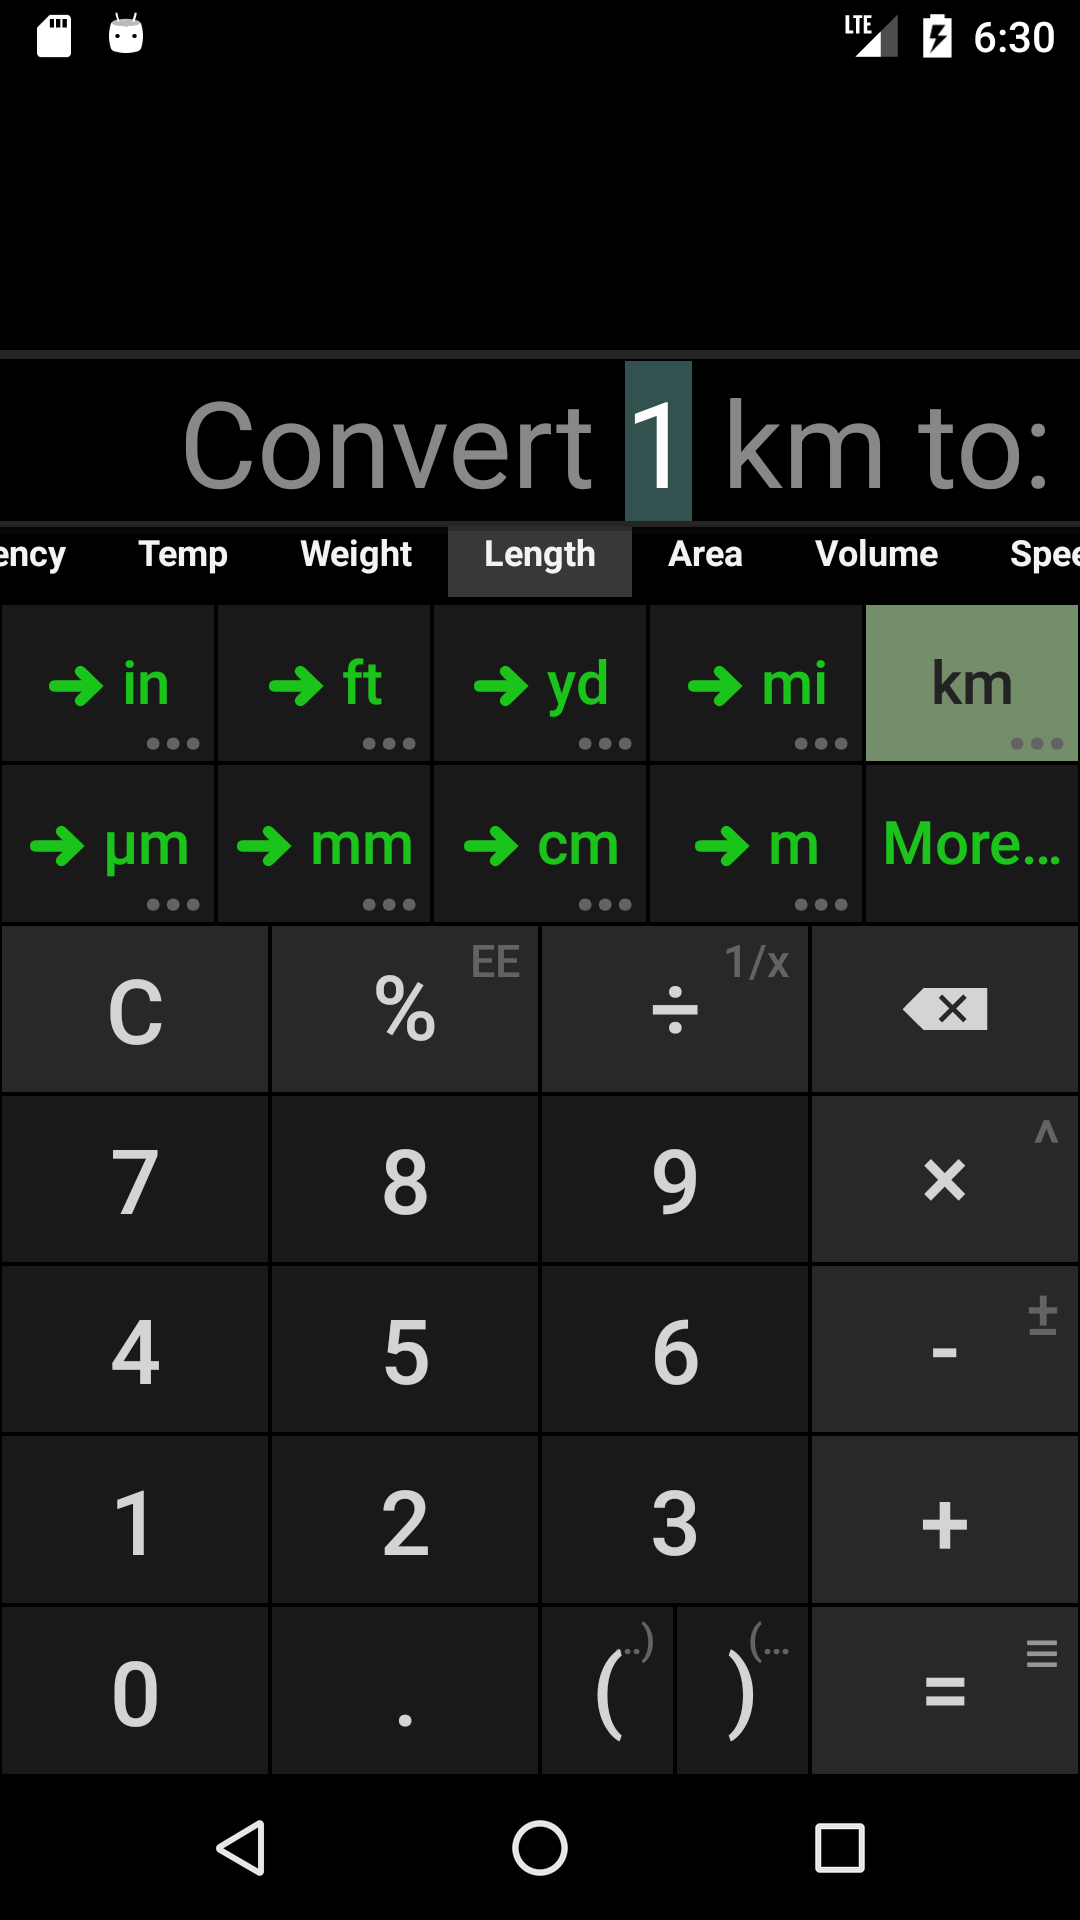 LTE 6:30
Convert 1 km to:
ency Temp Weight Length Area Volume Spee
→ in → ft → yd → mi km
→ µm → mm → cm → m More...
C % EE ÷ 1/x
7 8 9 × ^
4 5 6 - ±
1 2 3 +
0 . ( ..) ) (... =